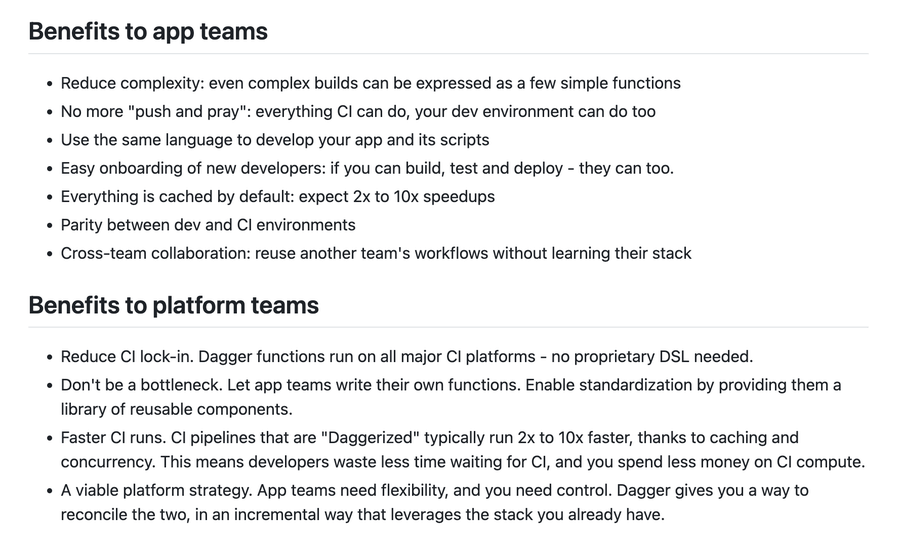 Benefits to app teams
Reduce complexity: even complex builds can be expressed as a few simple functions
No more "push and pray": everything CI can do, your dev environment can do too
Use the same language to develop your app and its scripts
Easy onboarding of new developers: if you can build, test and deploy - they can too.
Everything is cached by default: expect 2x to 10x speedups
Parity between dev and CI environments
Cross-team collaboration: reuse another team's workflows without learning their stack
Benefits to platform teams
Reduce CI lock-in. Dagger functions run on all major CI platforms - no proprietary DSL needed.
Don't be a bottleneck. Let app teams write their own functions. Enable standardization by providing them a
library of reusable components.
Faster CI runs. CI pipelines that are "Daggerized" typically run 2x to 10x faster, thanks to caching and
concurrency. This means developers waste less time waiting for CI, and you spend less money on CI compute.
A viable platform strategy. App teams need flexibility, and you need control. Dagger gives you a way to
reconcile the two, in an incremental way that leverages the stack you already have.